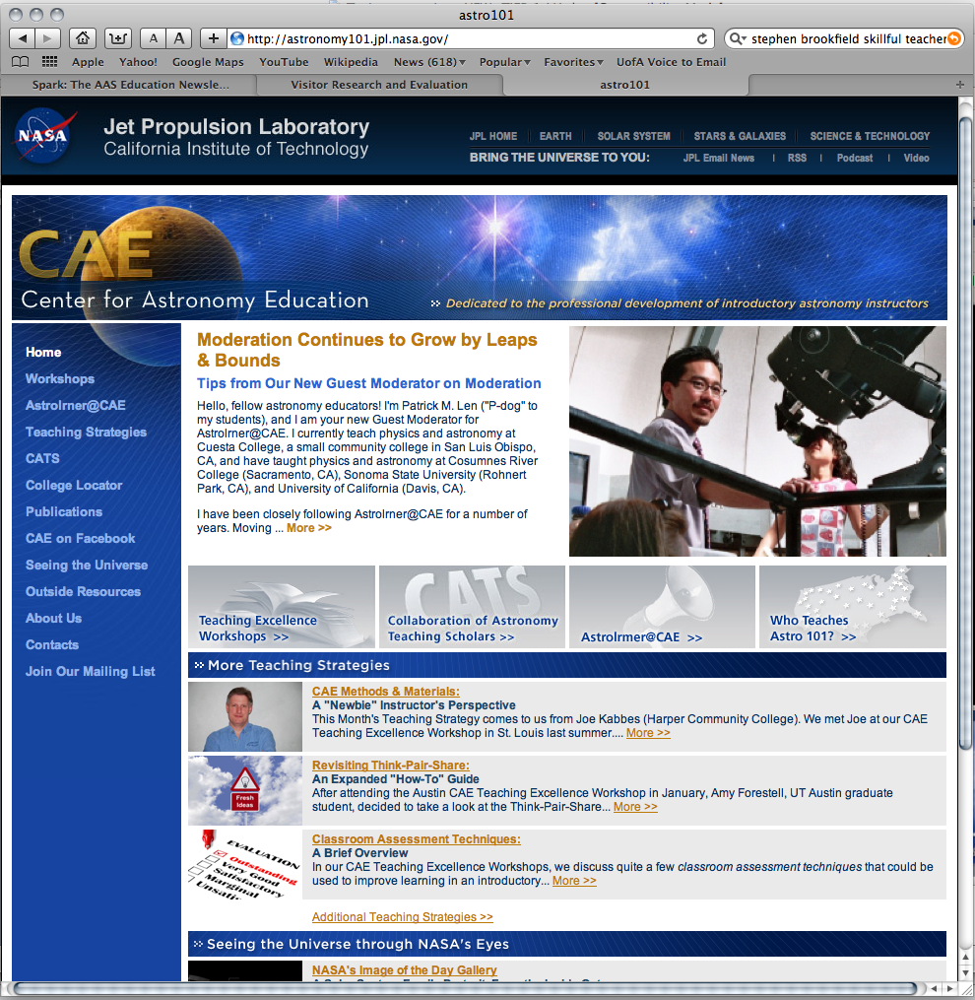 astro101
A A + http://astronomy101.jpl.nasa.gov/ stephen brookfield skillful teacher
Apple Yahoo! Google Maps YouTube Wikipedia News (618) Popular Favorites UofA Voice to Email
Spark: The AAS Education Newsle... Visitor Research and Evaluation astro101 +
NASA
Jet Propulsion Laboratory
California Institute of Technology
JPL HOME EARTH SOLAR SYSTEM STARS & GALAXIES SCIENCE & TECHNOLOGY
BRING THE UNIVERSE TO YOU: JPL Email News | RSS | Podcast | Video
CAE
Center for Astronomy Education
Dedicated to the professional development of introductory astronomy instructors
Home
Workshops
Astrolrner@CAE
Teaching Strategies
CATS
College Locator
Publications
CAE on Facebook
Seeing the Universe
Outside Resources
About Us
Contacts
Join Our Mailing List
Moderation Continues to Grow by Leaps
& Bounds
Tips from Our New Guest Moderator on Moderation
Hello, fellow astronomy educators! I'm Patrick M. Len ("P-dog" to
my students), and I am your new Guest Moderator for
Astrolrner@CAE. I currently teach physics and astronomy at
Cuesta College, a small community college in San Luis Obispo,
CA, and have taught physics and astronomy at Cosumnes River
College (Sacramento, CA), Sonoma State University (Rohnert
Park, CA), and University of California (Davis, CA).
I have been closely following Astrolrner@CAE for a number of
years. Moving ... More >>
Teaching Excellence
Workshops >>
CATS
Collaboration of Astronomy
Teaching Scholars >>
Astrolrmer@CAE >>
Who Teaches
Astro 101? >>
More Teaching Strategies
CAE Methods & Materials:
A "Newbie" Instructor's Perspective
This Month's Teaching Strategy comes to us from Joe Kabbes (Harper Community College). We met Joe at our CAE
Teaching Excellence Workshop in St. Louis last summer.... More >>
Fresh
Ideas
Revisiting Think-Pair-Share:
An Expanded "How-To" Guide
After attending the Austin CAE Teaching Excellence Workshop in January, Amy Forestell, UT Austin graduate
student, decided to take a look at the Think-Pair-Share... More >>
EVALUATION
Outstanding
Very Good
Satisfactory
Marginal
Unsati
Classroom Assessment Techniques:
A Brief Overview
In our CAE Teaching Excellence Workshops, we discuss quite a few classroom assessment techniques that could be
used to improve learning in an introductory... More >>
Additional Teaching Strategies >>
Seeing the Universe through NASA's Eyes
NASA's Image of the Day Gallery